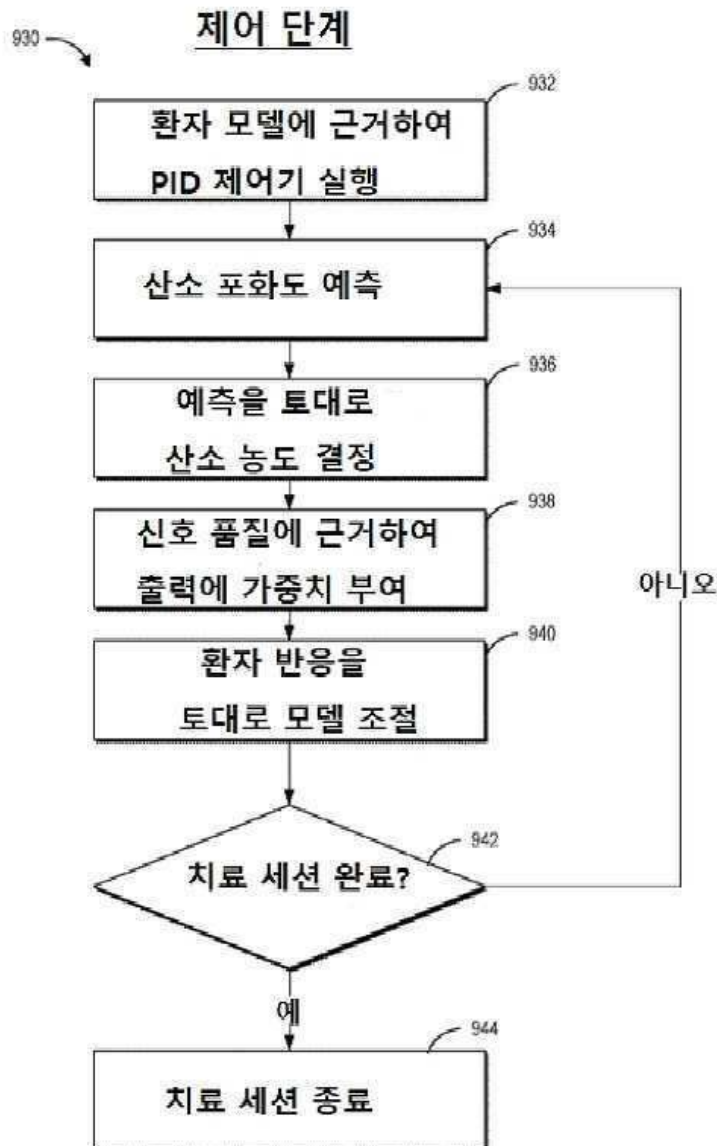 제어 단계
930
932
환자 모델에 근거하여
PID 제어기 실행
934
산소 포화도 예측
936
예측을 토대로
산소 농도 결정
938
신호 품질에 근거하여
출력에 가중치 부여
아니오
940
환자 반응을
토대로 모델 조절
942
치료 세션 완료?
예
944
치료 세션 종료